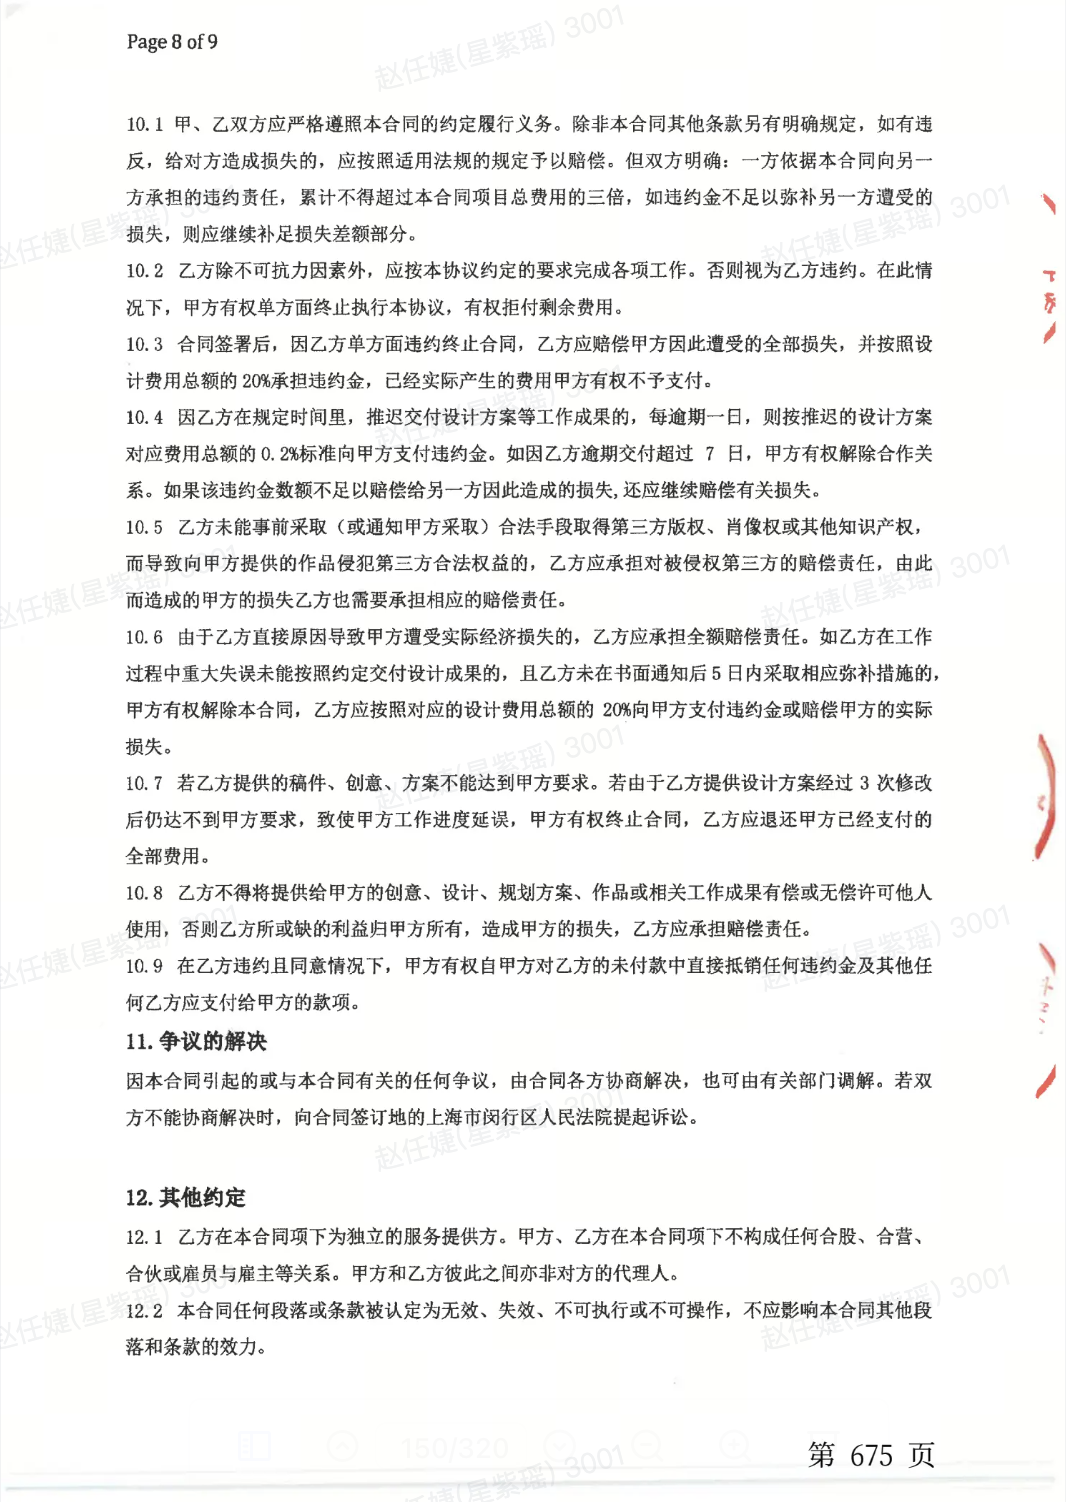 Page 8 of 9
赵任婕(星紫瑶) 3001
10.1 甲、乙双方应严格遵照本合同的约定履行义务。除非本合同其他条款另有明确规定，如有违
反，给对方造成损失的，应按照适用法规的规定予以赔偿。但双方明确：一方依据本合同向另一
方承担的违约责任，累计不得超过本合同项目总费用的三倍，如违约金不足以弥补另一方遭受的
损失，则应继续补足损失差额部分。
10.2 乙方除不可抗力因素外，应按本协议约定的要求完成各项工作。否则视为乙方违约。在此情
况下，甲方有权单方面终止执行本协议，有权拒付剩余费用。
10.3 合同签署后，因乙方单方面违约终止合同，乙方应赔偿甲方因此遭受的全部损失，并按照设
计费用总额的 20%承担违约金，已经实际产生的费用甲方有权不予支付。
10.4 因乙方在规定时间里，推迟交付设计方案等工作成果的，每逾期一日，则按推迟的设计方案
对应费用总额的 0.2%标准向甲方支付违约金。如因乙方逾期交付超过 7 日，甲方有权解除合作关
系。如果该违约金数额不足以赔偿给另一方因此造成的损失,还应继续赔偿有关损失。
10.5 乙方未能事前采取（或通知甲方采取）合法手段取得第三方版权、肖像权或其他知识产权，
而导致向甲方提供的作品侵犯第三方合法权益的，乙方应承担对被侵权第三方的赔偿责任，由此
而造成的甲方的损失乙方也需要承担相应的赔偿责任。
10.6 由于乙方直接原因导致甲方遭受实际经济损失的，乙方应承担全额赔偿责任。如乙方在工作
过程中重大失误未能按照约定交付设计成果的，且乙方未在书面通知后 5 日内采取相应弥补措施的，
甲方有权解除本合同，乙方应按照对应的设计费用总额的 20%向甲方支付违约金或赔偿甲方的实际
损失。
10.7 若乙方提供的稿件、创意、方案不能达到甲方要求。若由于乙方提供设计方案经过 3 次修改
后仍达不到甲方要求，致使甲方工作进度延误，甲方有权终止合同，乙方应退还甲方已经支付的
全部费用。
10.8 乙方不得将提供给甲方的创意、设计、规划方案、作品或相关工作成果有偿或无偿许可他人
使用，否则乙方所或缺的利益归甲方所有，造成甲方的损失，乙方应承担赔偿责任。
10.9 在乙方违约且同意情况下，甲方有权自甲方对乙方的未付款中直接抵销任何违约金及其他任
何乙方应支付给甲方的款项。
11. 争议的解决
因本合同引起的或与本合同有关的任何争议，由合同各方协商解决，也可由有关部门调解。若双
方不能协商解决时，向合同签订地的上海市闵行区人民法院提起诉讼。
12. 其他约定
12.1 乙方在本合同项下为独立的服务提供方。甲方、乙方在本合同项下不构成任何合股、合营、
合伙或雇员与雇主等关系。甲方和乙方彼此之间亦非对方的代理人。
12.2 本合同任何段落或条款被认定为无效、失效、不可执行或不可操作，不应影响本合同其他段
落和条款的效力。
150/320
第 675 页